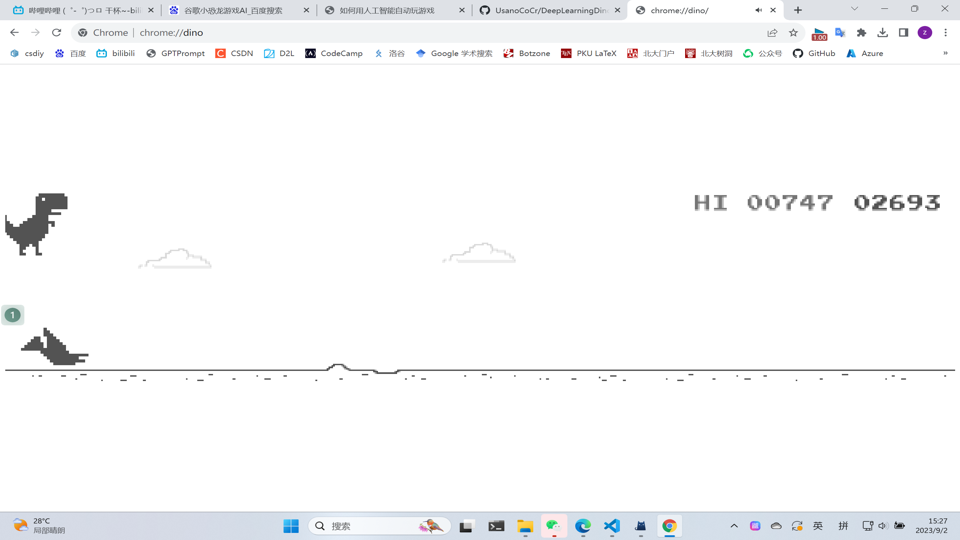 哔哩哔哩 (゜-゜)つロ 干杯~-bili
谷歌小恐龙游戏AI_百度搜索
如何用人工智能自动玩游戏
UsanoCoCr/DeepLearningDin
chrome://dino/
Chrome | chrome://dino
1.00
z
csdiy
百度
bilibili
GPTPrompt
CSDN
D2L
CodeCamp
洛谷
Google 学术搜索
Botzone
PKU LaTeX
北大门户
北大树洞
公众号
GitHub
Azure
»
HI 00747 02693
1
28°C
局部晴朗
搜索
英
拼
15:27
2023/9/2